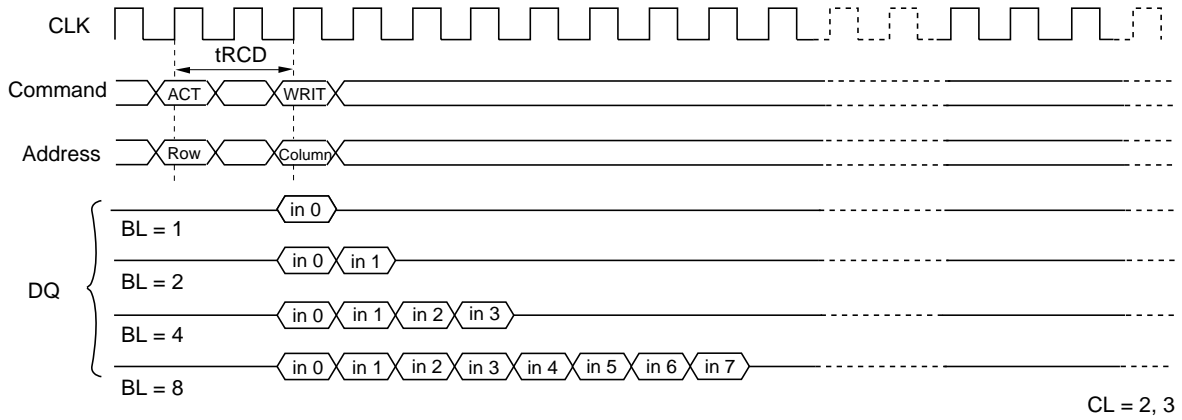 CLK
tRCD
Command ACT WRIT
Address Row Column
DQ
in 0
BL = 1
in 0 in 1
BL = 2
in 0 in 1 in 2 in 3
BL = 4
in 0 in 1 in 2 in 3 in 4 in 5 in 6 in 7
BL = 8
CL = 2, 3